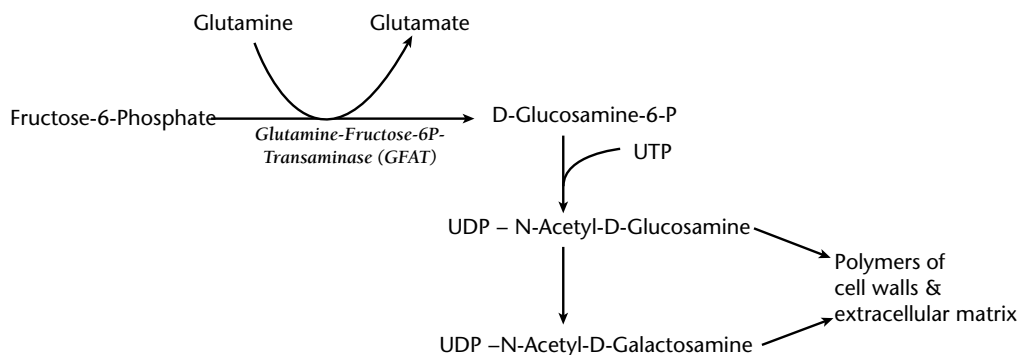 Glutamine
Glutamate
Fructose-6-Phosphate
Glutamine-Fructose-6P-
Transaminase (GFAT)
D-Glucosamine-6-P
UTP
UDP – N-Acetyl-D-Glucosamine
Polymers of
cell walls &
extracellular matrix
UDP –N-Acetyl-D-Galactosamine